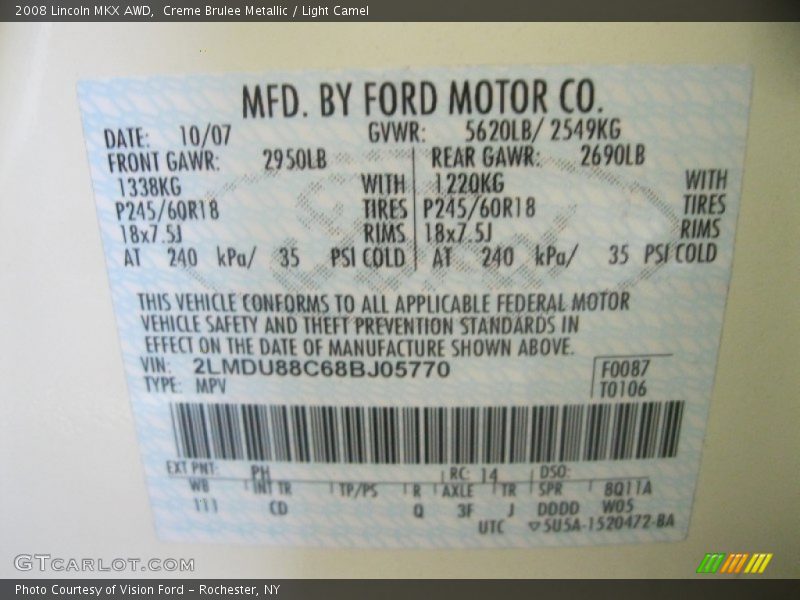 2008 Lincoln MKX AWD,  Creme Brulee Metallic / Light Camel
MFD. BY FORD MOTOR CO.
DATE: 10/07 GVWR: 5620LB/ 2549KG
FRONT GAWR: 2950LB REAR GAWR: 2690LB
1338KG WITH 1220KG WITH
P245/60R18 TIRES P245/60R18 TIRES
18x7.5J RIMS 18x7.5J RIMS
AT 240 kPa/ 35 PSI COLD AT 240 kPa/ 35 PSI COLD
THIS VEHICLE CONFORMS TO ALL APPLICABLE FEDERAL MOTOR
VEHICLE SAFETY AND THEFT PREVENTION STANDARDS IN
EFFECT ON THE DATE OF MANUFACTURE SHOWN ABOVE.
VIN: 2LMDU88C68BJ05770 F0087
TYPE: MPV T0106
EXT PNT: PH RC: 14 DSO:
WB INT TR TP/PS R AXLE TR SPR 8Q11A
111 CD Q 3F J DDDD W05
UTC ▽5U5A-1520472-BA
GTCARLOT.COM
Photo Courtesy of Vision Ford – Rochester, NY